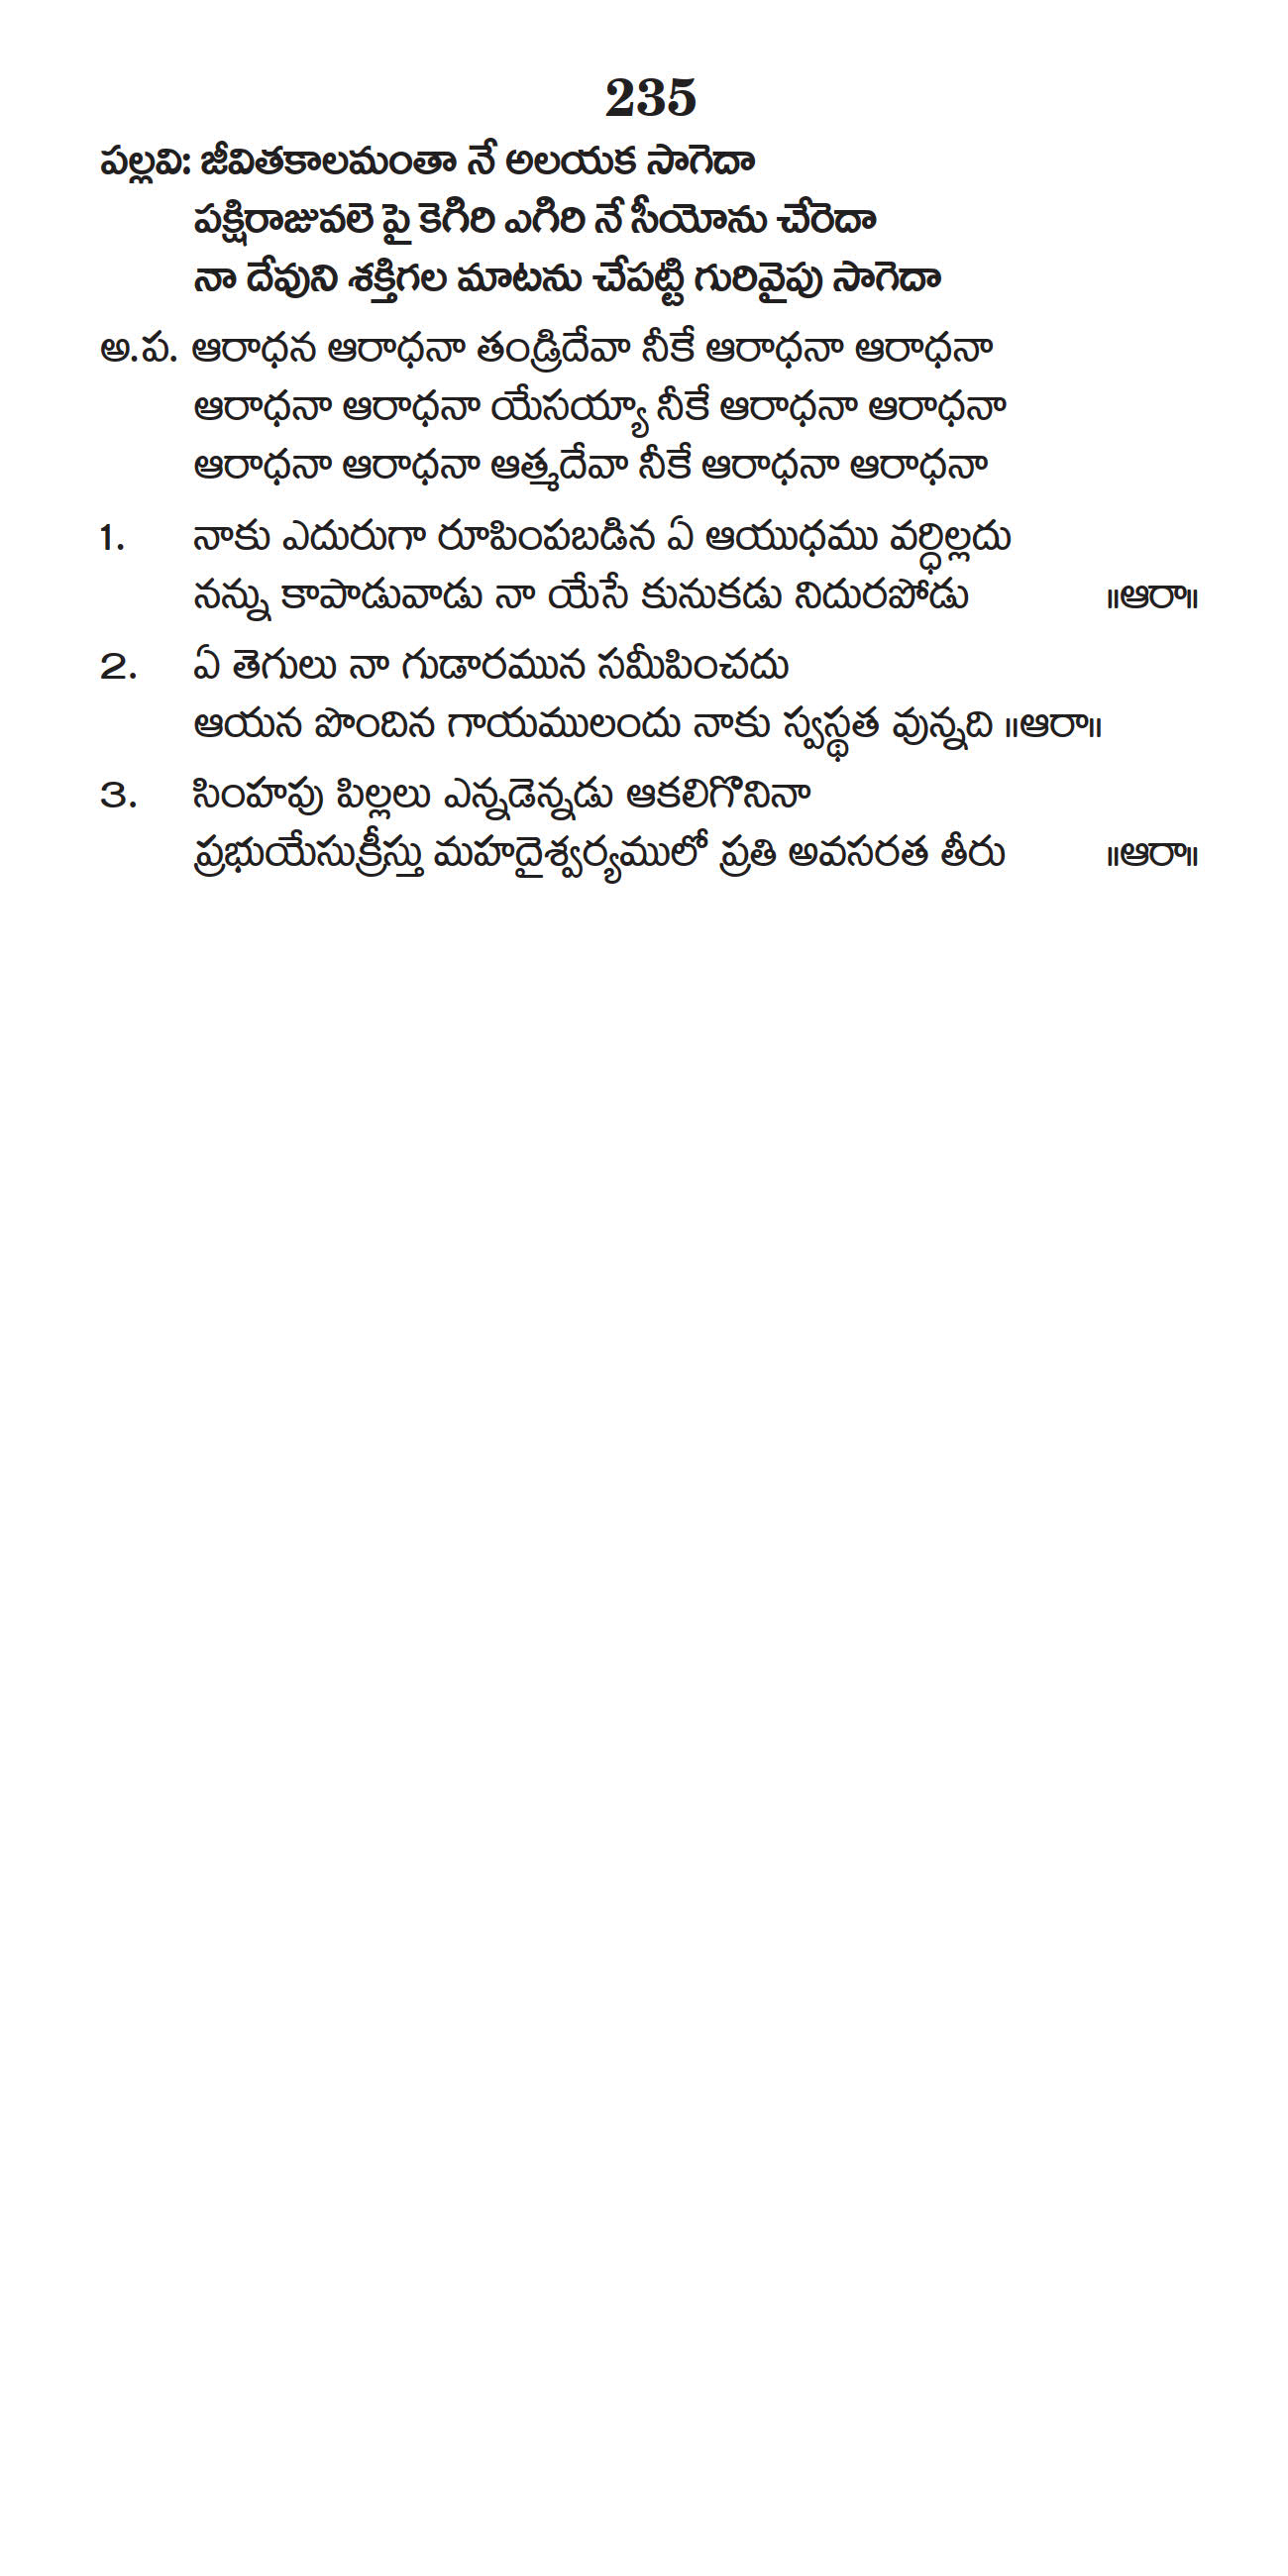 235
పల్లవి: జీవితకాలమంతా నే అలయక సాగెదా
పక్షిరాజువలె పై కెగిరి ఎగిరి నే సీయోను చేరెదా
నా దేవుని శక్తిగల మాటను చేపట్టి గురివైపు సాగెదా
అ.ప. ఆరాధన ఆరాధనా తండ్రిదేవా నీకే ఆరాధనా ఆరాధనా
ఆరాధనా ఆరాధనా యేసయ్యా నీకే ఆరాధనా ఆరాధనా
ఆరాధనా ఆరాధనా ఆత్మదేవా నీకే ఆరాధనా ఆరాధనా
1. నాకు ఎదురుగా రూపింపబడిన ఏ ఆయుధము వర్ధిల్లదు
నన్ను కాపాడువాడు నా యేసే కునుకడు నిదురపోడు ॥ఆరా॥
2. ఏ తెగులు నా గుడారమున సమీపించదు
ఆయన పొందిన గాయములందు నాకు స్వస్థత వున్నది ॥ఆరా॥
3. సింహపు పిల్లలు ఎన్నడెన్నడు ఆకలిగొనినా
ప్రభుయేసుక్రీస్తు మహదైశ్వర్యములో ప్రతి అవసరత తీరు ॥ఆరా॥